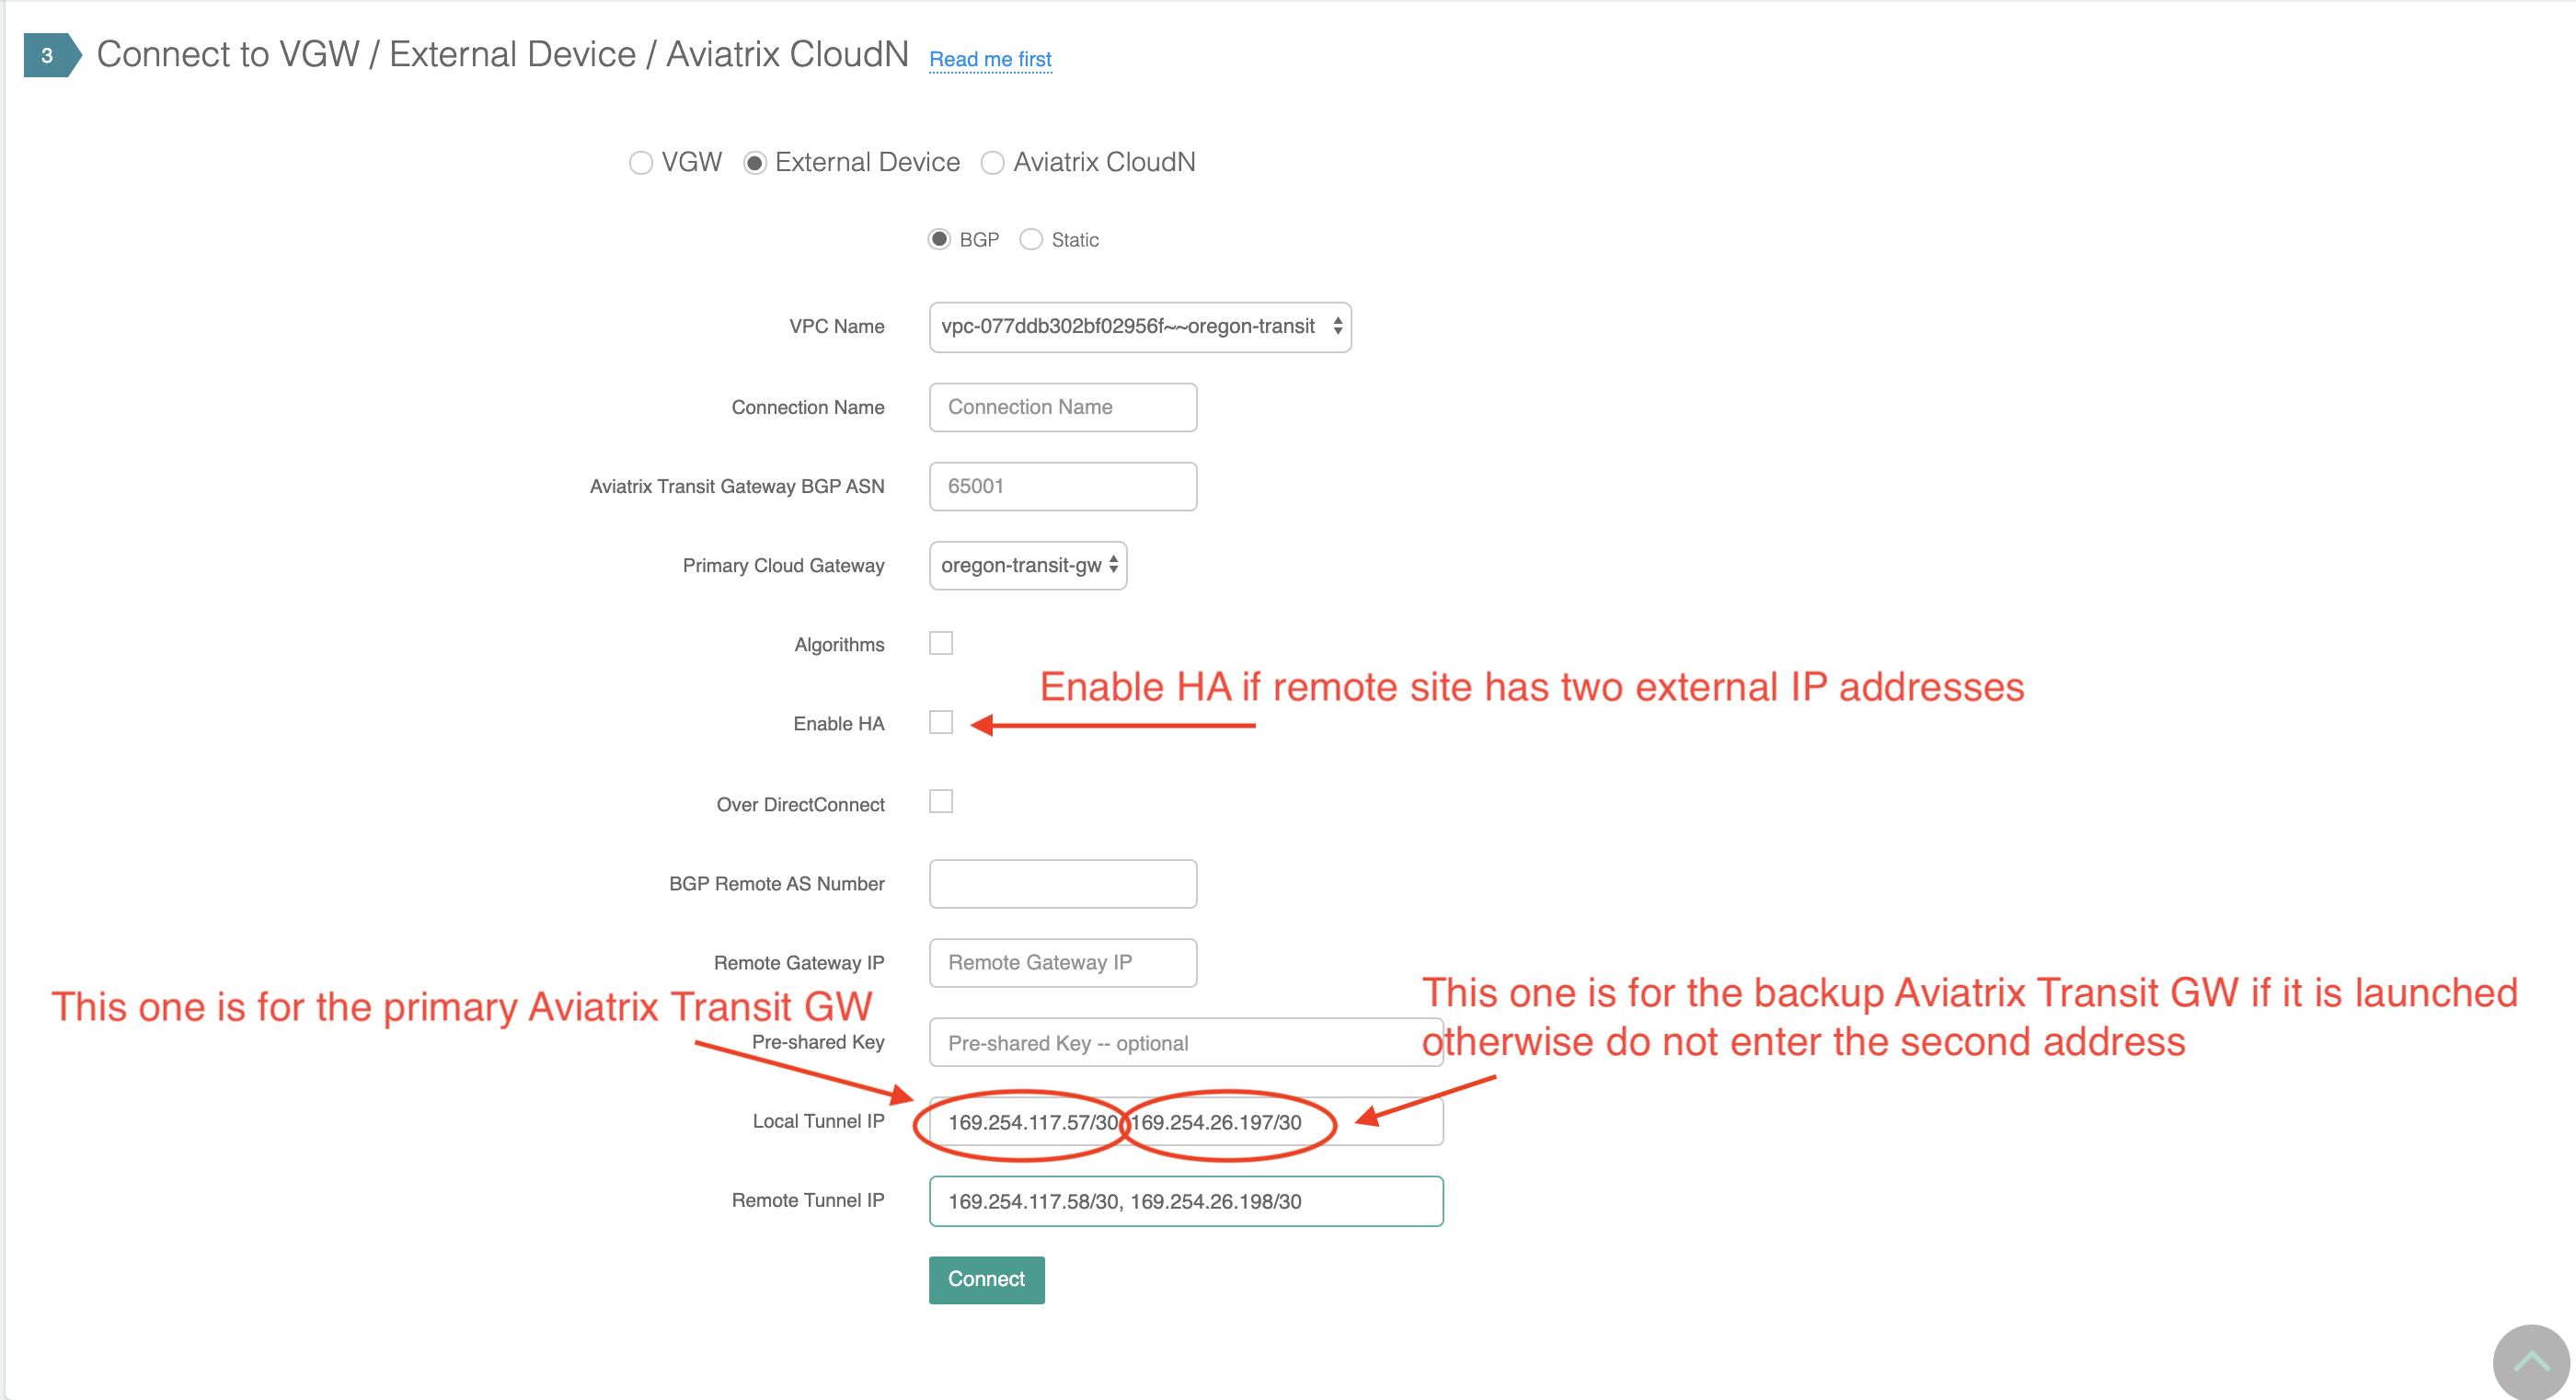 3 Connect to VGW / External Device / Aviatrix CloudN Read me first
VGW External Device Aviatrix CloudN
BGP Static
VPC Name vpc-077ddb302bf02956f~~oregon-transit
Connection Name Connection Name
Aviatrix Transit Gateway BGP ASN 65001
Primary Cloud Gateway oregon-transit-gw
Algorithms
Enable HA if remote site has two external IP addresses
Enable HA
Over DirectConnect
BGP Remote AS Number
Remote Gateway IP Remote Gateway IP
This one is for the primary Aviatrix Transit GW
This one is for the backup Aviatrix Transit GW if it is launched
otherwise do not enter the second address
Pre-shared Key Pre-shared Key -- optional
Local Tunnel IP 169.254.117.57/30 169.254.26.197/30
Remote Tunnel IP 169.254.117.58/30, 169.254.26.198/30
Connect